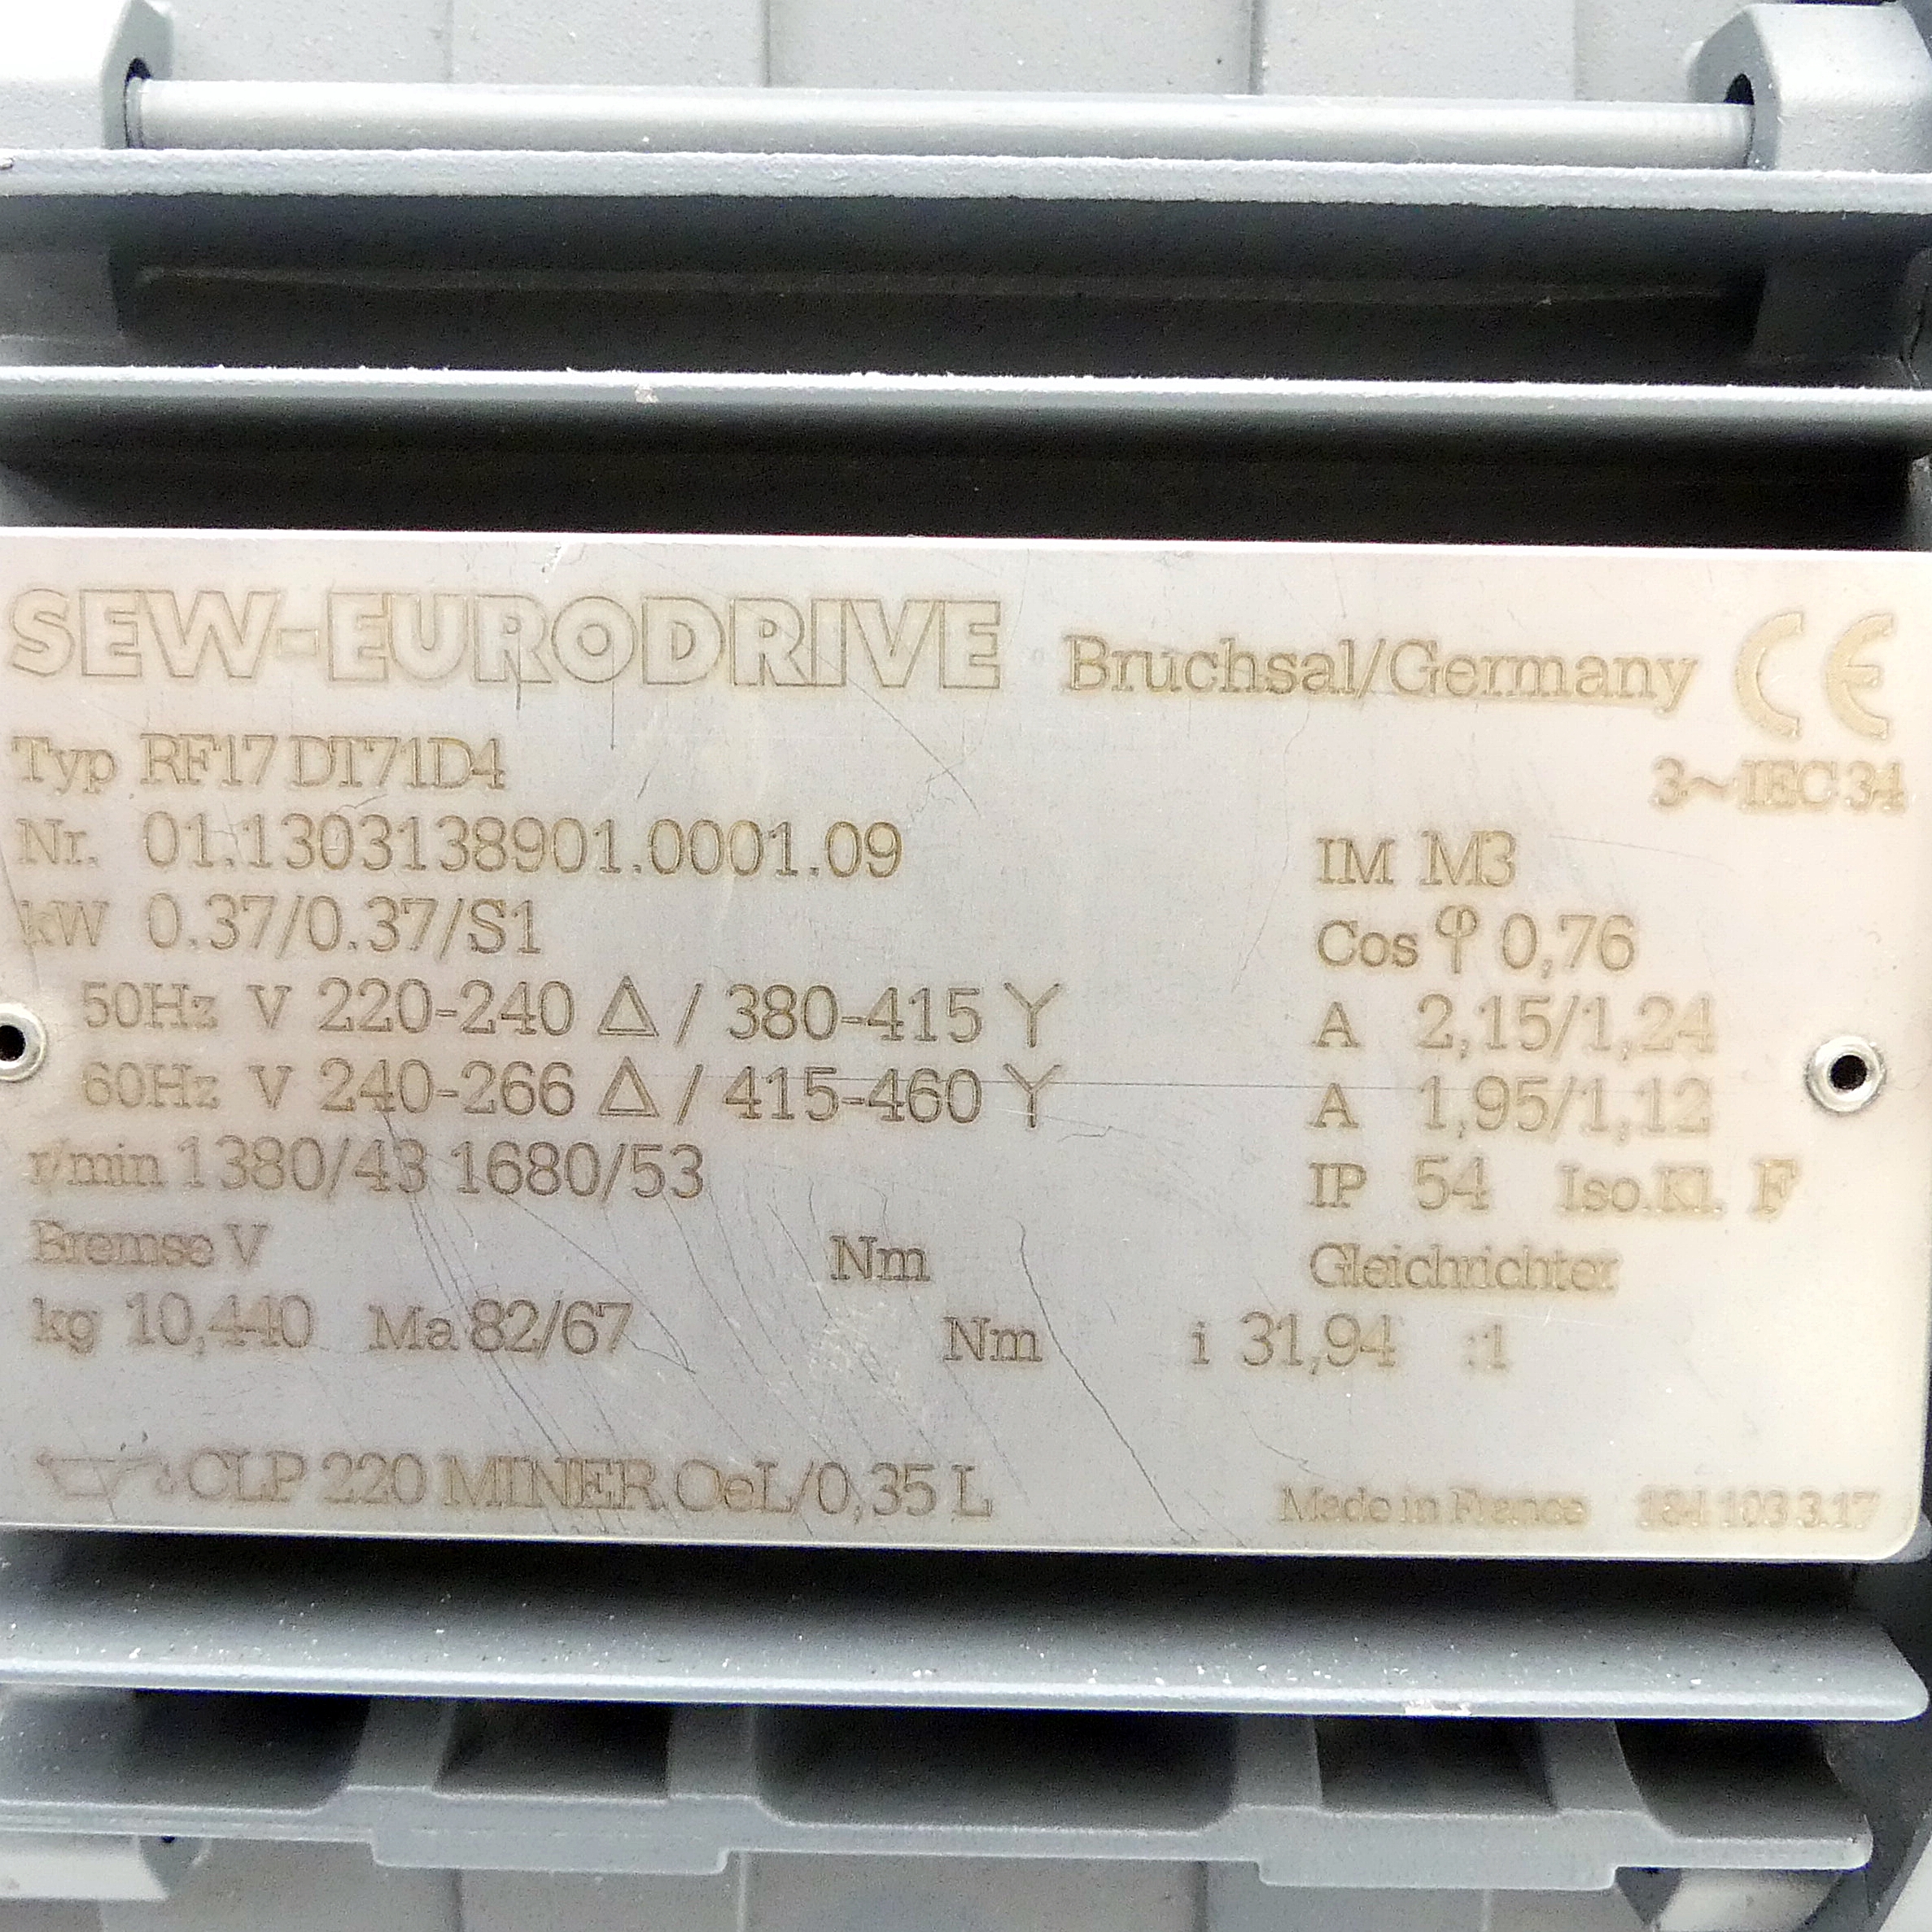 SEW-EURODRIVE Bruchsal/Germany CE
Typ RF17 DT71D4 3~IEC 34
Nr. 01.1303138901.0001.09 IM M3
kW 0.37/0.37/S1 Cos φ 0,76
50Hz V 220-240 Δ / 380-415 Y A 2,15/1,24
60Hz V 240-266 Δ / 415-460 Y A 1,95/1,12
r/min 1380/43 1680/53 IP 54 Iso.Kl. F
Bremse V Nm Gleichrichter
kg 10,440 Ma 82/67 Nm i 31,94 :1
CLP 220 MINER.OeL/0,35 L Made in France 184 103 3.17